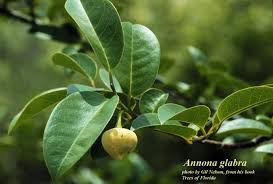 Annona glabra
photo by Gil Nelson, from his book
Trees of Florida